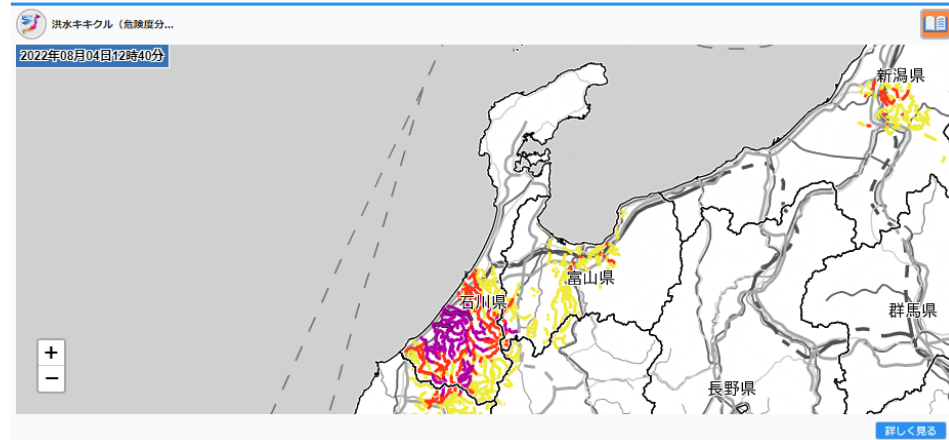 洪水キキクル（危険度分...
2022年08月04日12時40分
新潟県
富山県
石川県
群馬県
長野県
+
−
詳しく見る